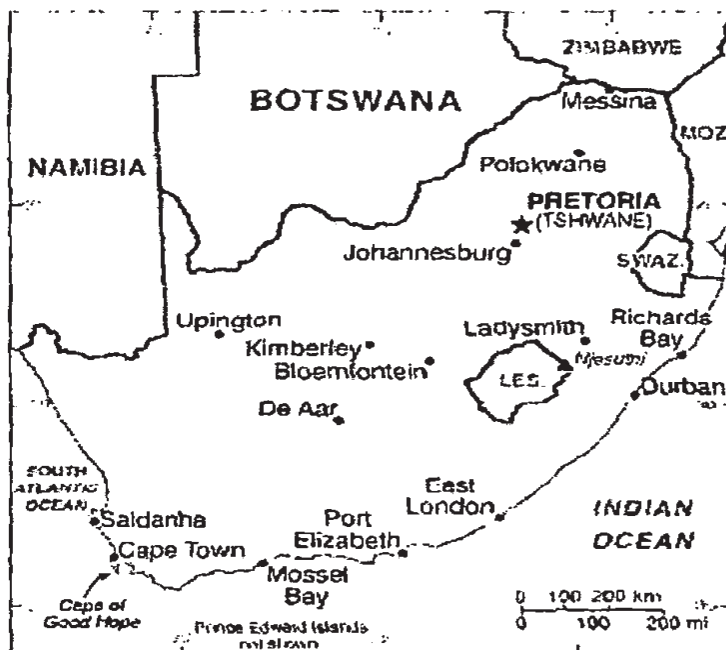 ZIMBABWE
BOTSWANA
Messina
MOZ
NAMIBIA
Polokwane
PRETORIA
(TSHWANE)
Johannesburg
SWAZ.
Richards
Bay
Upington
Ladysmith
Kimberley
Njesuthi
Bloemfontein
LES.
Durban
De Aar
SOUTH
ATLANTIC
OCEAN
East
London
INDIAN
OCEAN
Saldanha
Port
Elizabeth
Cape Town
Mossel
Bay
Cape of
Good Hope
0 100 200 km
0 100 200 mi
Prince Edward Islands
not shown